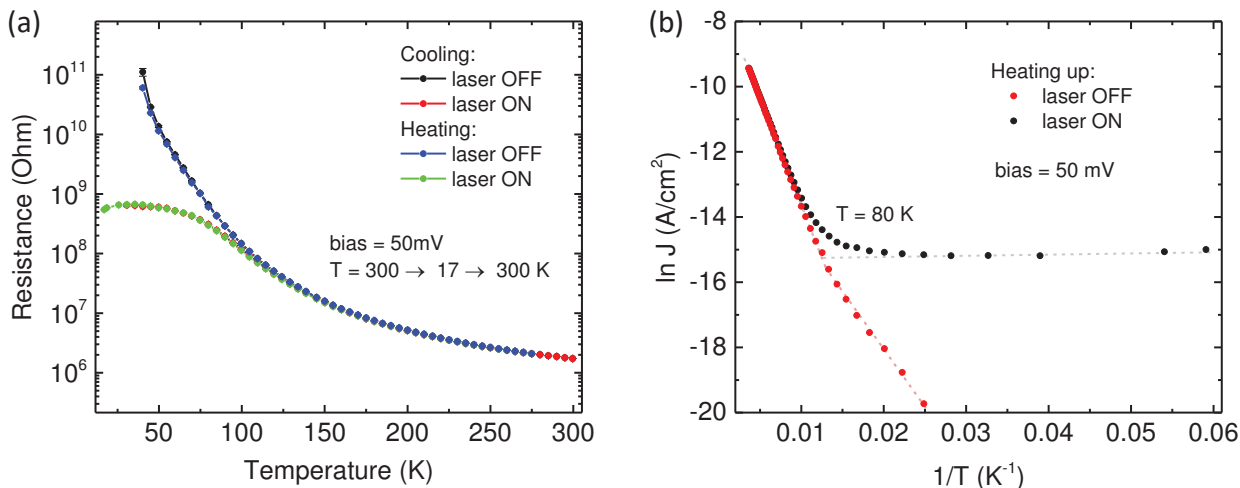 (a)
10^11
10^10
10^9
10^8
10^7
10^6
Resistance (Ohm)
Cooling:
laser OFF
laser ON
Heating:
laser OFF
laser ON
bias = 50mV
T = 300 → 17 → 300 K
50 100 150 200 250 300
Temperature (K)
(b)
-8
-10
-12
-14
-16
-18
-20
ln J (A/cm²)
Heating up:
laser OFF
laser ON
bias = 50 mV
T = 80 K
0.01 0.02 0.03 0.04 0.05 0.06
1/T (K⁻¹)